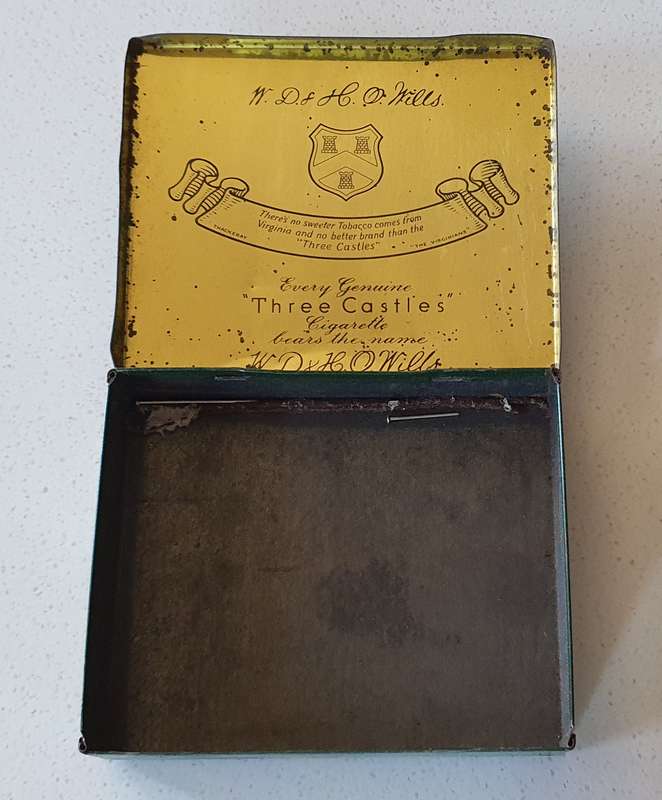 W. D. & H. O. Wills.
There's no sweeter Tobacco comes from
Virginia and no better brand than the
"Three Castles"
THACKERAY
"THE VIRGINIANS"
Every Genuine
"Three Castles"
Cigarette
bears the name
W. D. & H. O. Wills